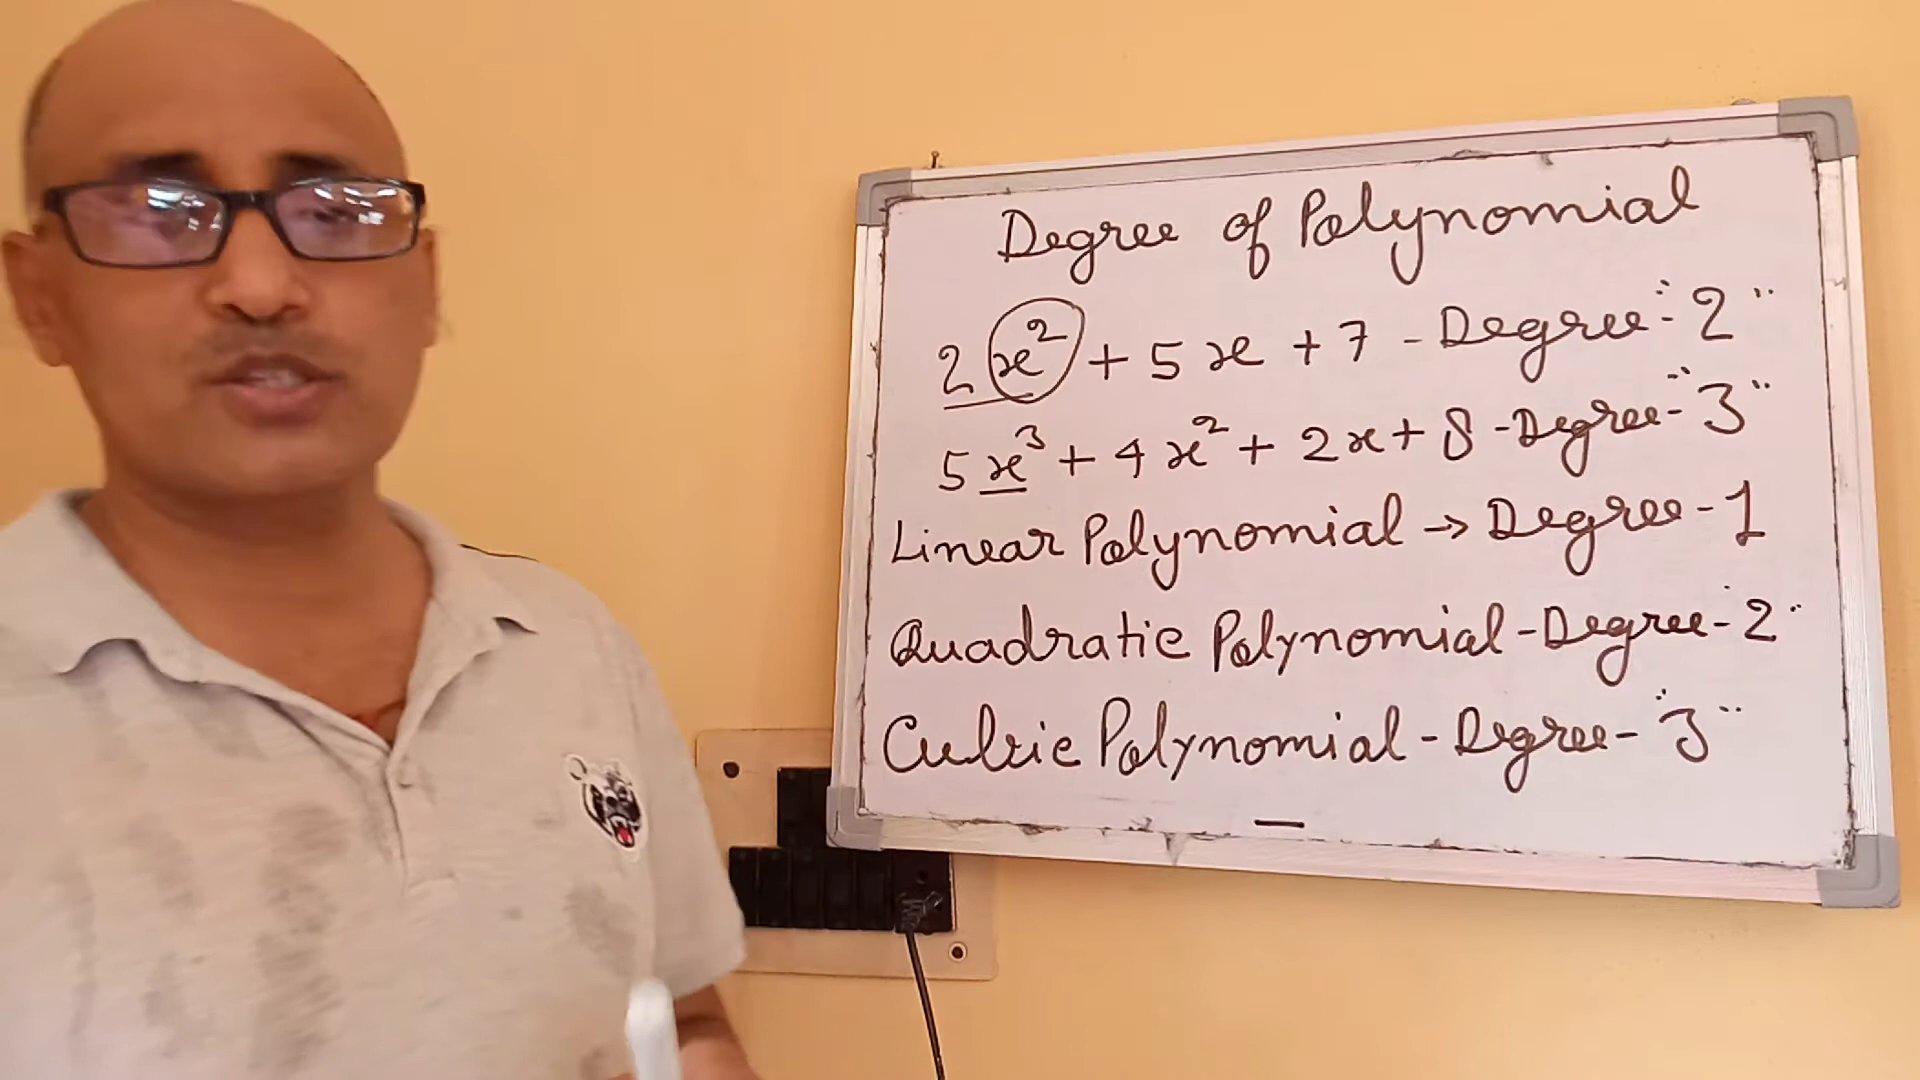 Degree of Polynomial
2x² + 5x + 7 - Degree - "2"
5x³ + 4x² + 2x + 8 - Degree - "3"
Linear Polynomial → Degree - 1
Quadratic Polynomial - Degree - "2"
Cubic Polynomial - Degree - "3"